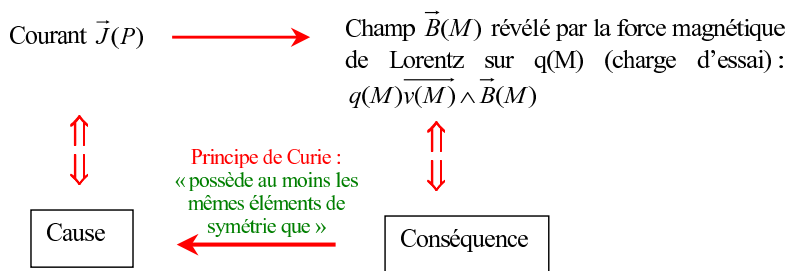 Courant $\vec{J}(P)$
Champ $\vec{B}(M)$ révélé par la force magnétique
de Lorentz sur q(M) (charge d’essai) :
$q(M)\overrightarrow{v(M)} \wedge \vec{B}(M)$
Principe de Curie :
« possède au moins les
mêmes éléments de
symétrie que »
Cause
Conséquence